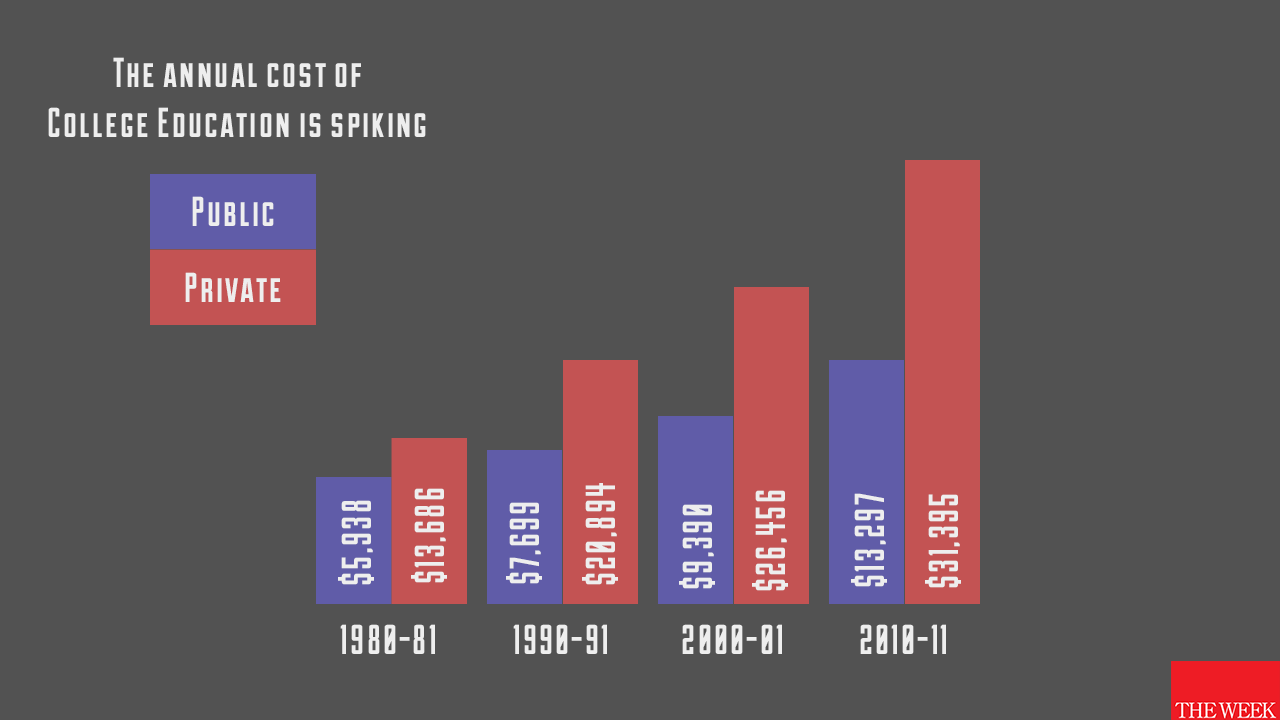 The annual cost of
College Education is spiking
Public
Private
$5,938
$13,686
$7,699
$20,894
$9,390
$26,456
$13,297
$31,395
1980-81
1990-91
2000-01
2010-11
THE WEEK